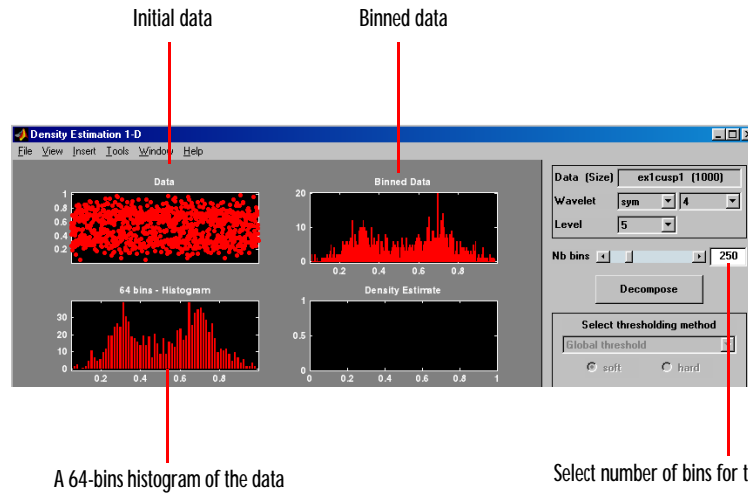 Initial data
Binned data
Density Estimation 1-D
File View Insert Tools Window Help
Data
Binned Data
1
0.8
0.6
0.4
0.2
20
10
0
0.2 0.4 0.6 0.8
64 bins - Histogram
Density Estimate
30
20
10
0
0.2 0.4 0.6 0.8
1
0.5
0
0 0.2 0.4 0.6 0.8 1
Data (Size) ex1cusp1 (1000)
Wavelet sym 4
Level 5
Nb bins 250
Decompose
Select thresholding method
Global threshold
soft hard
A 64-bins histogram of the data
Select number of bins for t